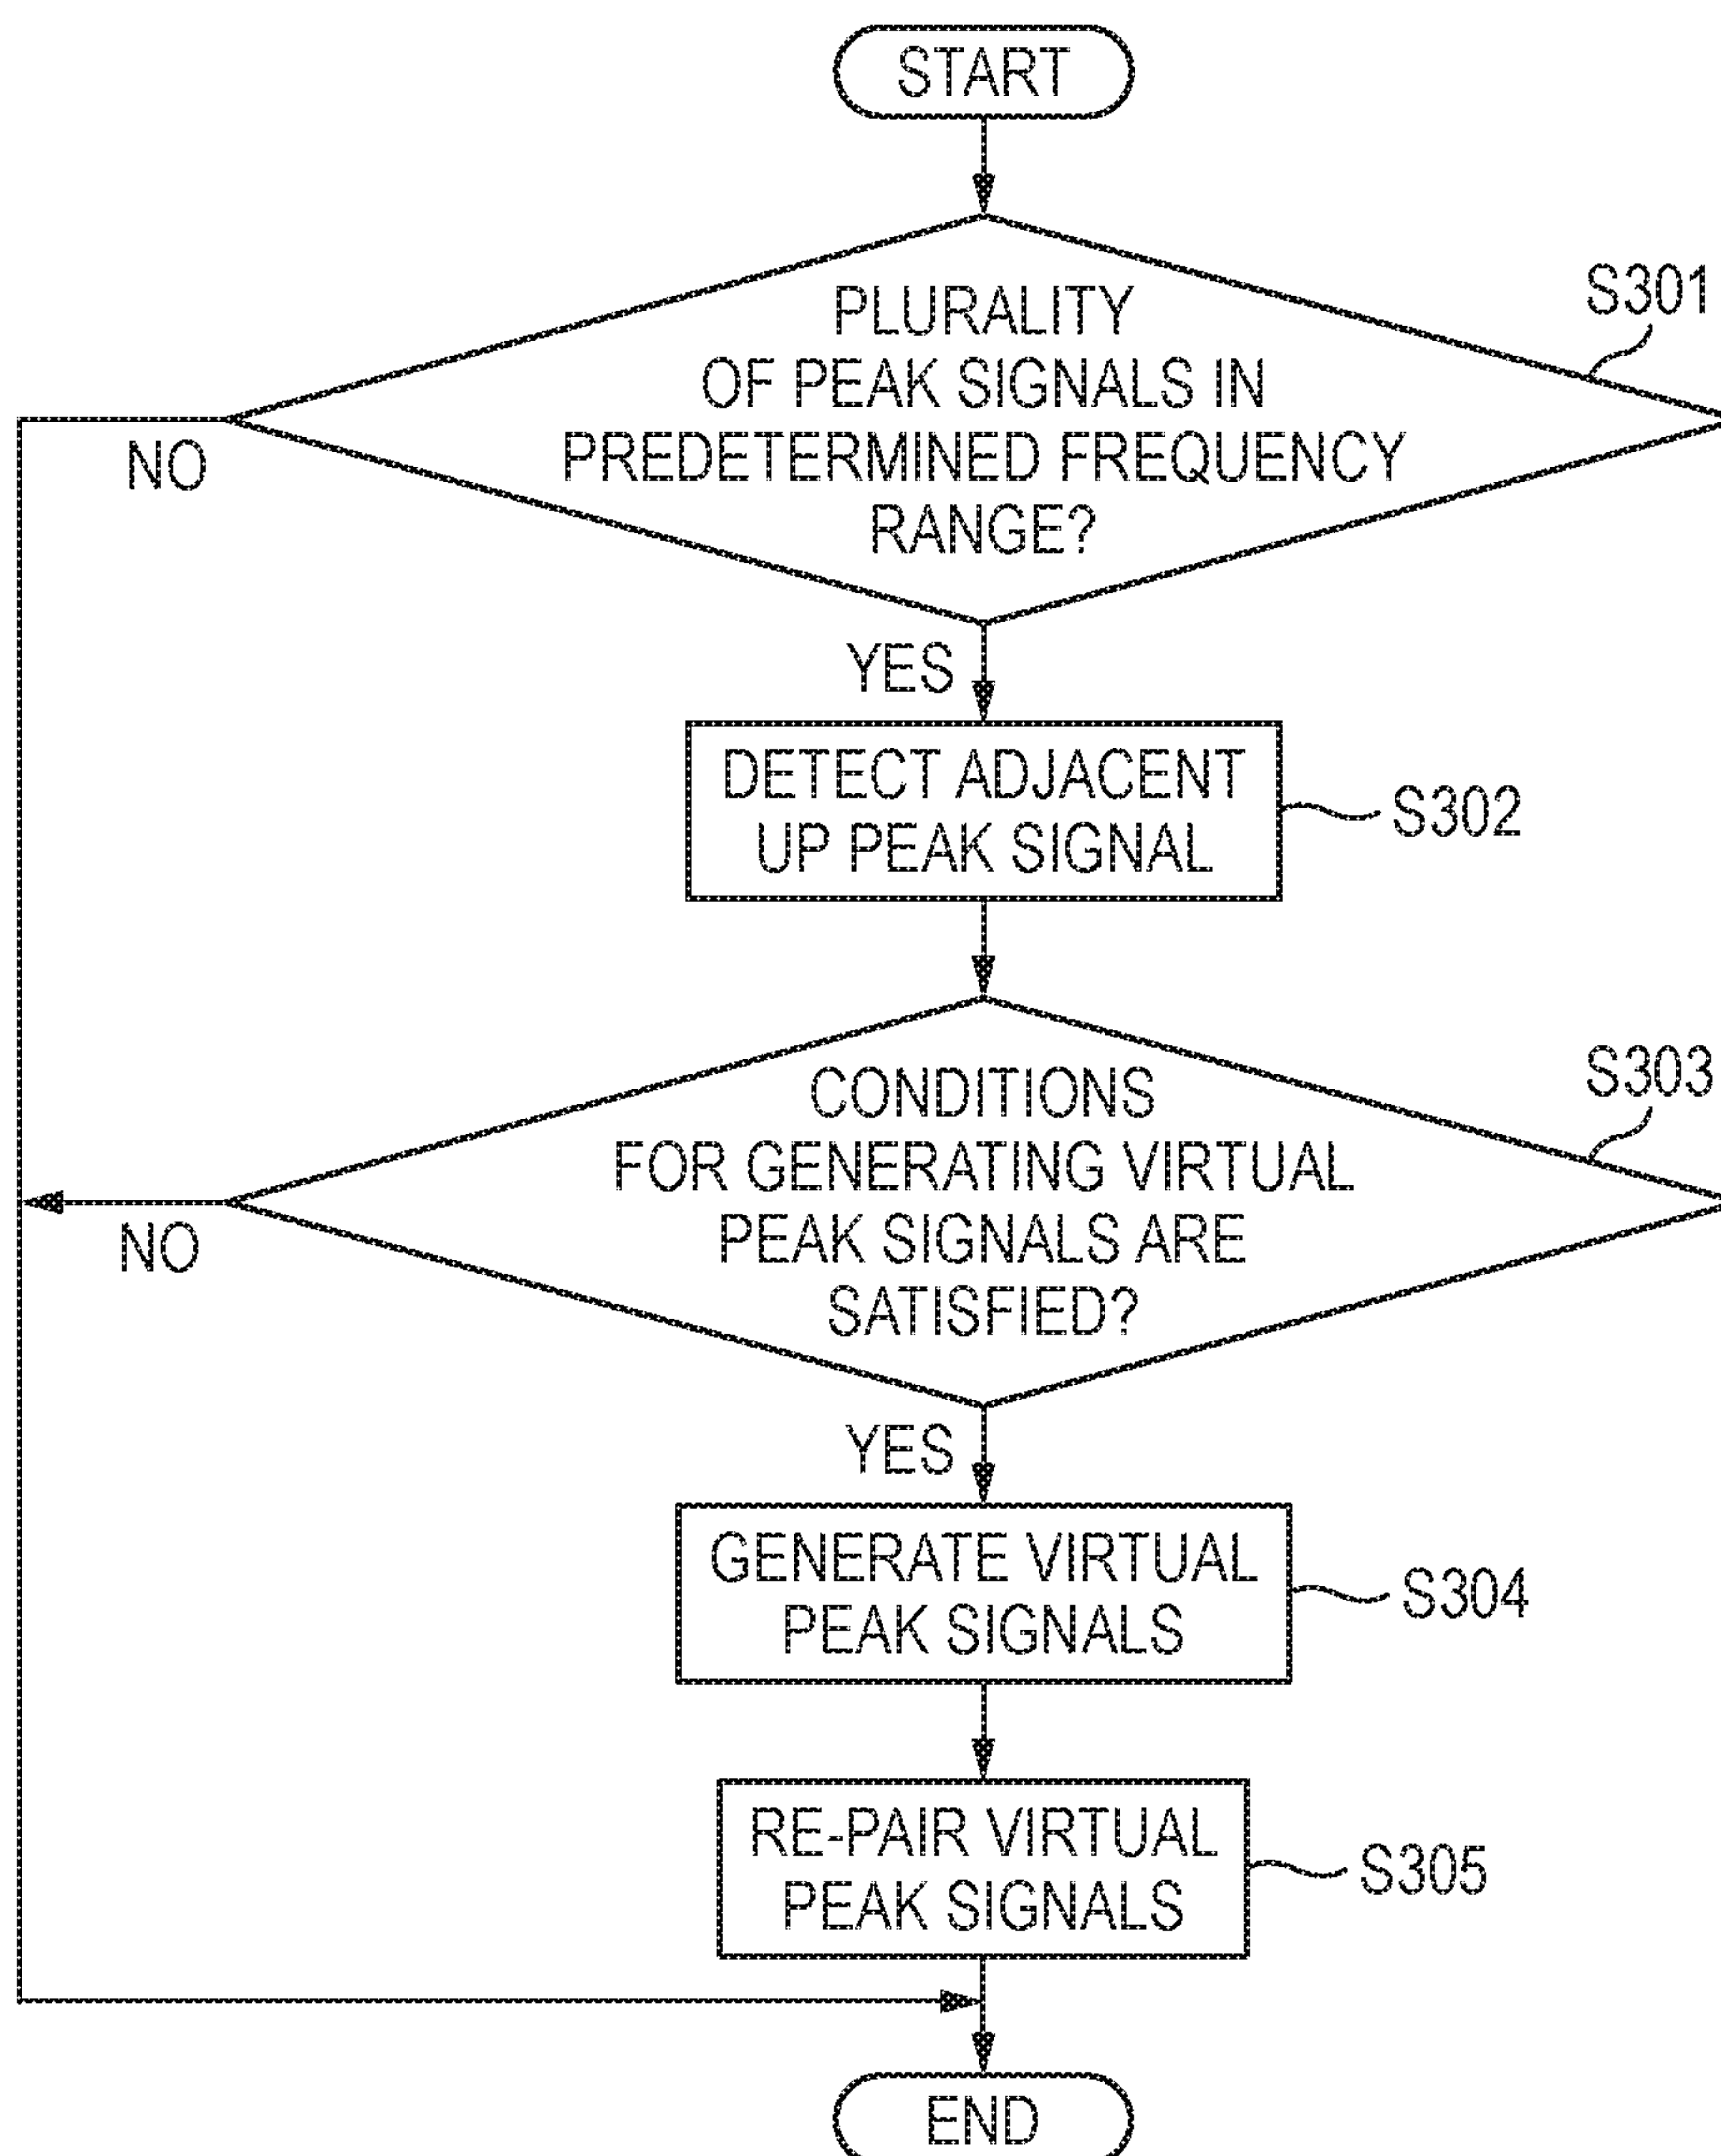 START
PLURALITY
OF PEAK SIGNALS IN
PREDETERMINED FREQUENCY
RANGE?
S301
NO
YES
DETECT ADJACENT
UP PEAK SIGNAL
S302
CONDITIONS
FOR GENERATING VIRTUAL
PEAK SIGNALS ARE
SATISFIED?
S303
NO
YES
GENERATE VIRTUAL
PEAK SIGNALS
S304
RE-PAIR VIRTUAL
PEAK SIGNALS
S305
END